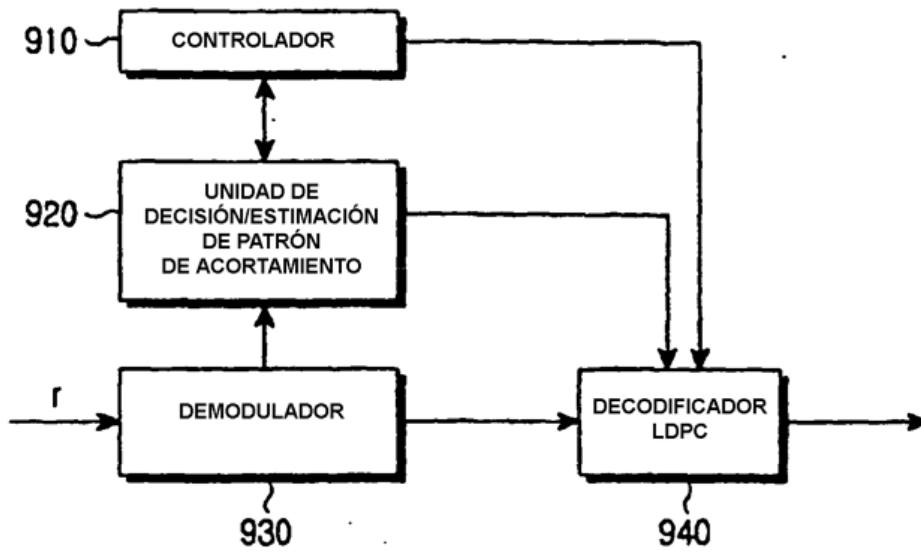 910
CONTROLADOR
920
UNIDAD DE
DECISIÓN/ESTIMACIÓN
DE PATRÓN
DE ACORTAMIENTO
r
DEMODULADOR
DECODIFICADOR
LDPC
930
940